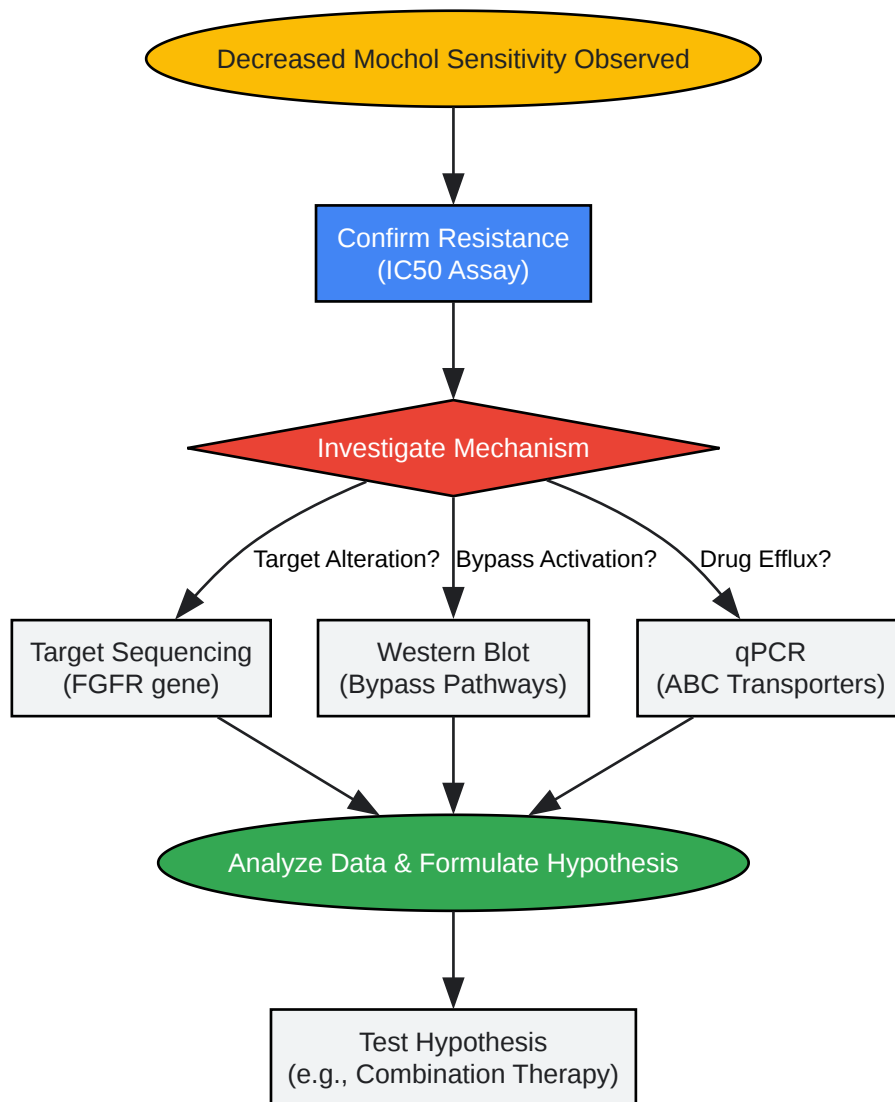 Decreased Mochol Sensitivity Observed
Confirm Resistance
(IC50 Assay)
Investigate Mechanism
Target Alteration?
Bypass Activation?
Drug Efflux?
Target Sequencing
(FGFR gene)
Western Blot
(Bypass Pathways)
qPCR
(ABC Transporters)
Analyze Data & Formulate Hypothesis
Test Hypothesis
(e.g., Combination Therapy)